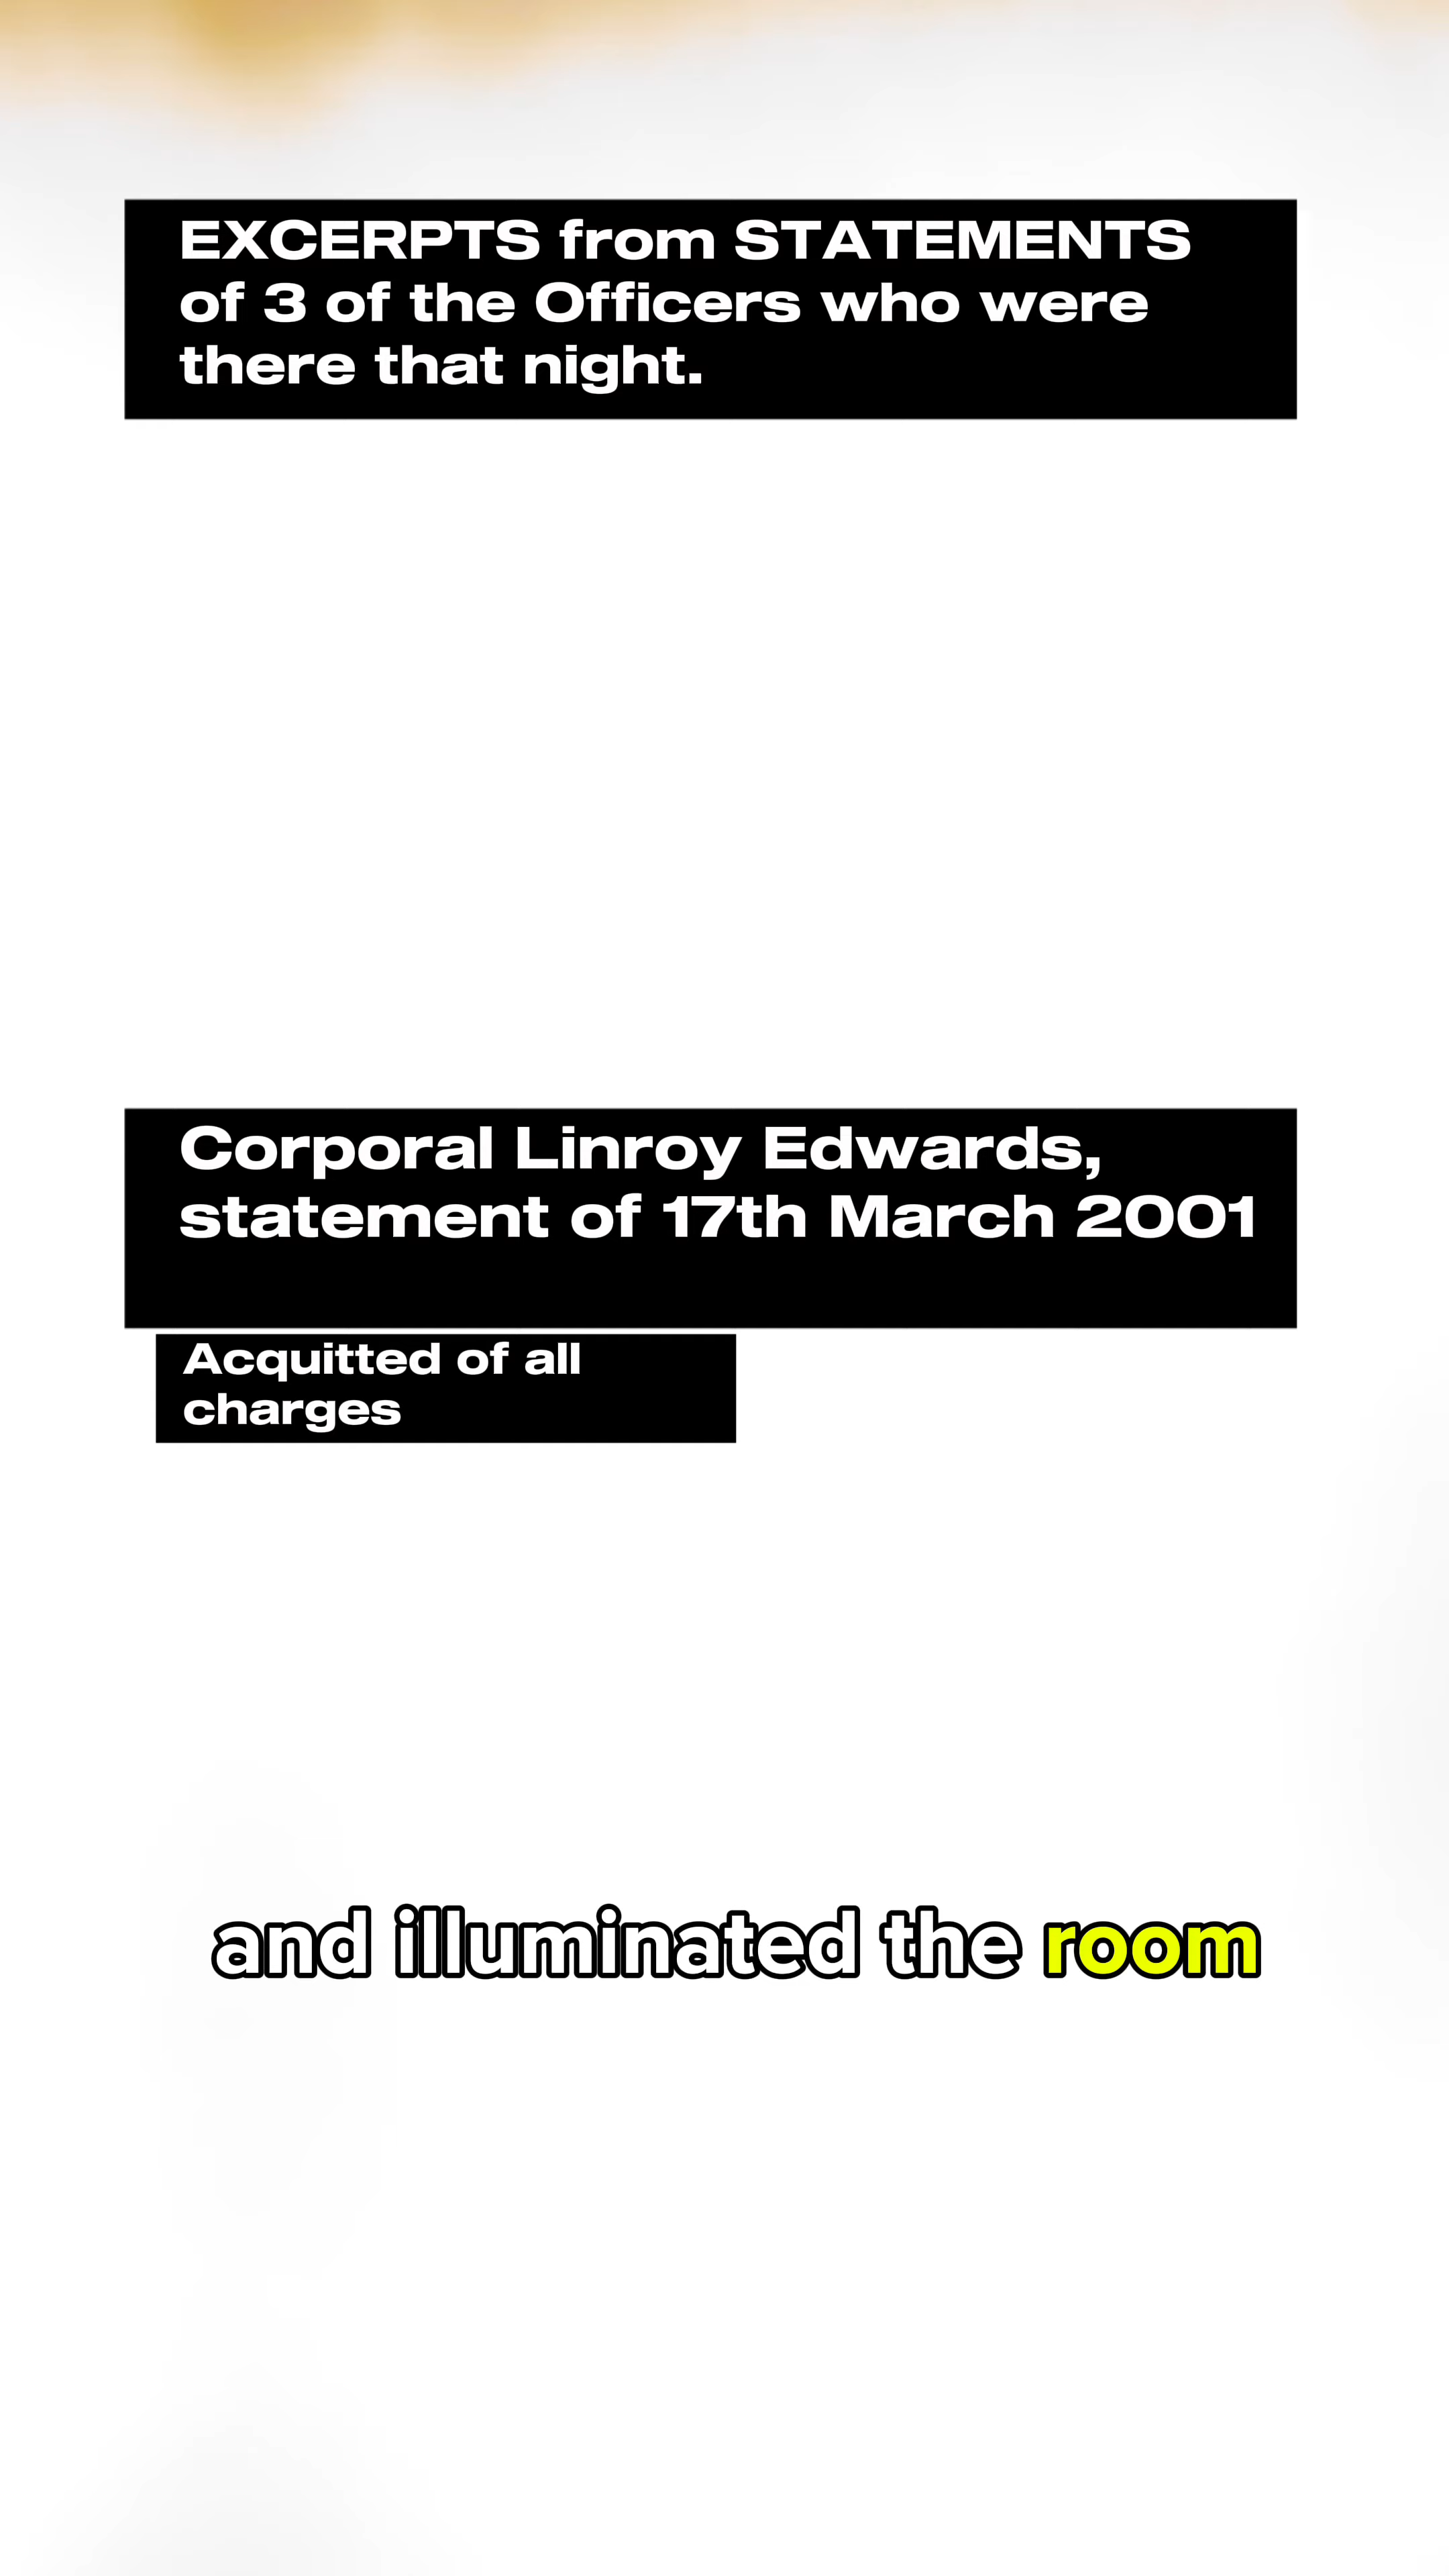 EXCERPTS from STATEMENTS
of 3 of the Officers who were
there that night.
Corporal Linroy Edwards,
statement of 17th March 2001
Acquitted of all
charges
and illuminated the room